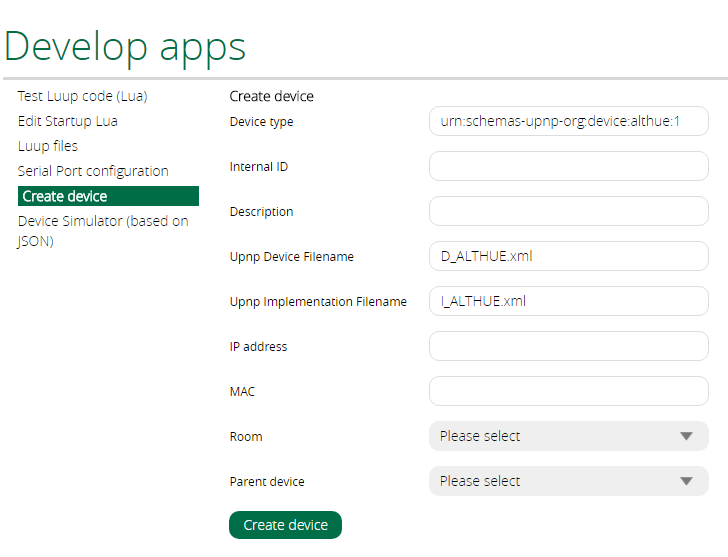 Develop apps
Test Luup code (Lua)
Edit Startup Lua
Luup files
Serial Port configuration
Create device
Device Simulator (based on
JSON)
Create device
Device type
urn:schemas-upnp-org:device:althue:1
Internal ID
Description
Upnp Device Filename
D_ALTHUE.xml
Upnp Implementation Filename
I_ALTHUE.xml
IP address
MAC
Room
Please select
Parent device
Please select
Create device